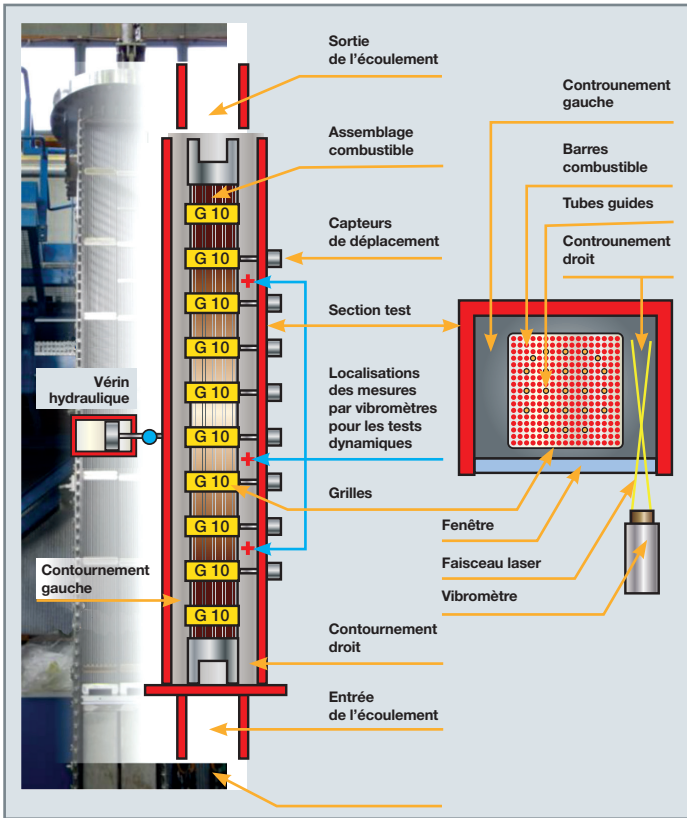 Sortie
de l'écoulement
Assemblage
combustible
Capteurs
de déplacement
Section test
Localisations
des mesures
par vibromètres
pour les tests
dynamiques
Grilles
Contournement
droit
Entrée
de l'écoulement
Vérin
hydraulique
Contournement
gauche
G 10
G 10
G 10
G 10
G 10
G 10
G 10
G 10
G 10
G 10
Controunement
gauche
Barres
combustible
Tubes guides
Controunement
droit
Fenêtre
Faisceau laser
Vibromètre